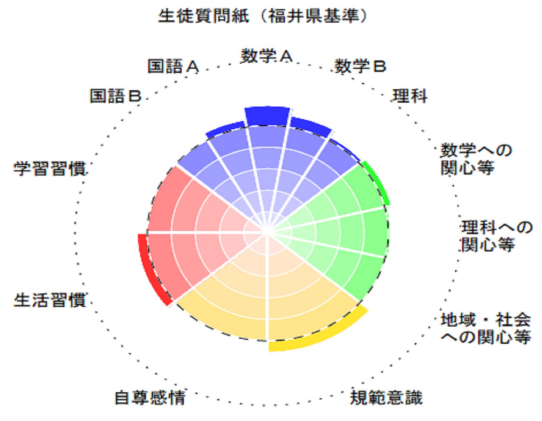 生徒質問紙（福井県基準）
数学A
国語A
数学B
国語B
理科
数学への
関心等
学習習慣
理科への
関心等
生活習慣
地域・社会
への関心等
自尊感情
規範意識